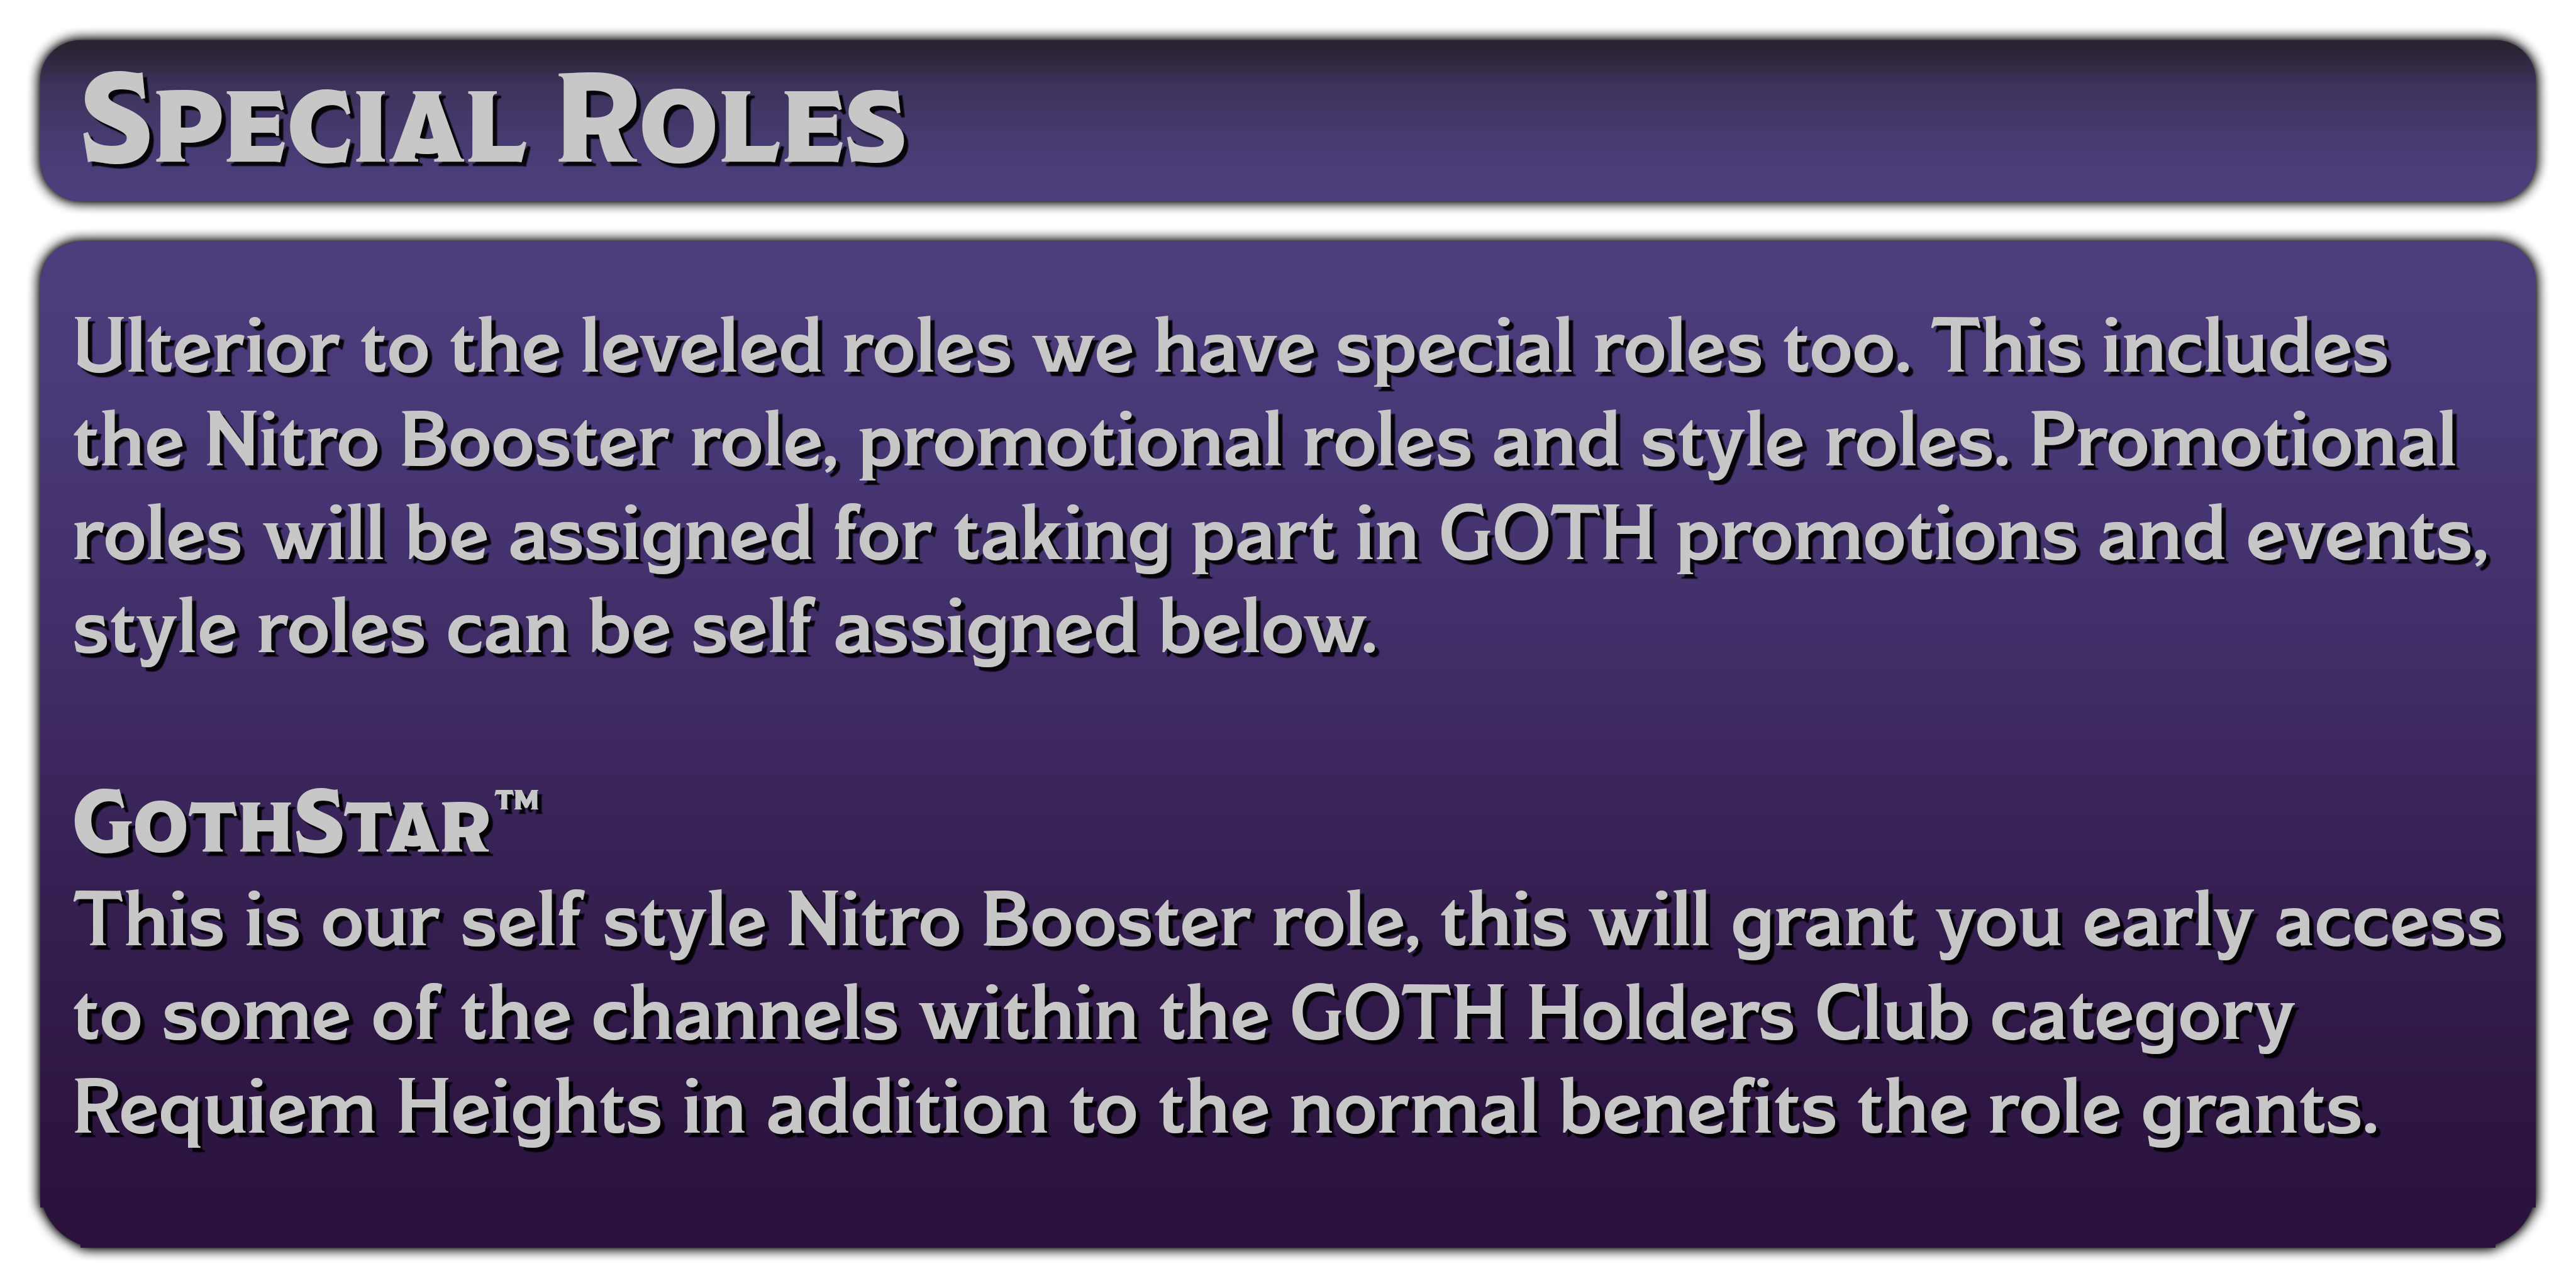 Special Roles
Ulterior to the leveled roles we have special roles too. This includes
the Nitro Booster role, promotional roles and style roles. Promotional
roles will be assigned for taking part in GOTH promotions and events,
style roles can be self assigned below.
GothStar™
This is our self style Nitro Booster role, this will grant you early access
to some of the channels within the GOTH Holders Club category
Requiem Heights in addition to the normal benefits the role grants.